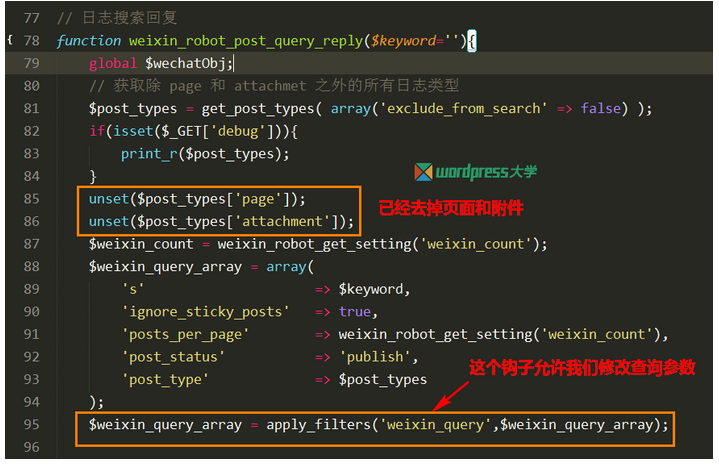 77 // 日志搜索回复
78 function weixin_robot_post_query_reply($keyword=''){
79 global $wechatObj;
80 // 获取除 page 和 attachmet 之外的所有日志类型
81 $post_types = get_post_types( array('exclude_from_search' => false) );
82 if(isset($_GET['debug'])){
83 print_r($post_types);
84 }
wordpress大学
85 unset($post_types['page']);
86 unset($post_types['attachment']);
已经去掉页面和附件
87 $weixin_count = weixin_robot_get_setting('weixin_count');
88 $weixin_query_array = array(
89 's' => $keyword,
90 'ignore_sticky_posts' => true,
91 'posts_per_page' => weixin_robot_get_setting('weixin_count'),
92 'post_status' => 'publish',
这个钩子允许我们修改查询参数
93 'post_type' => $post_types
94 );
95 $weixin_query_array = apply_filters('weixin_query',$weixin_query_array);
96